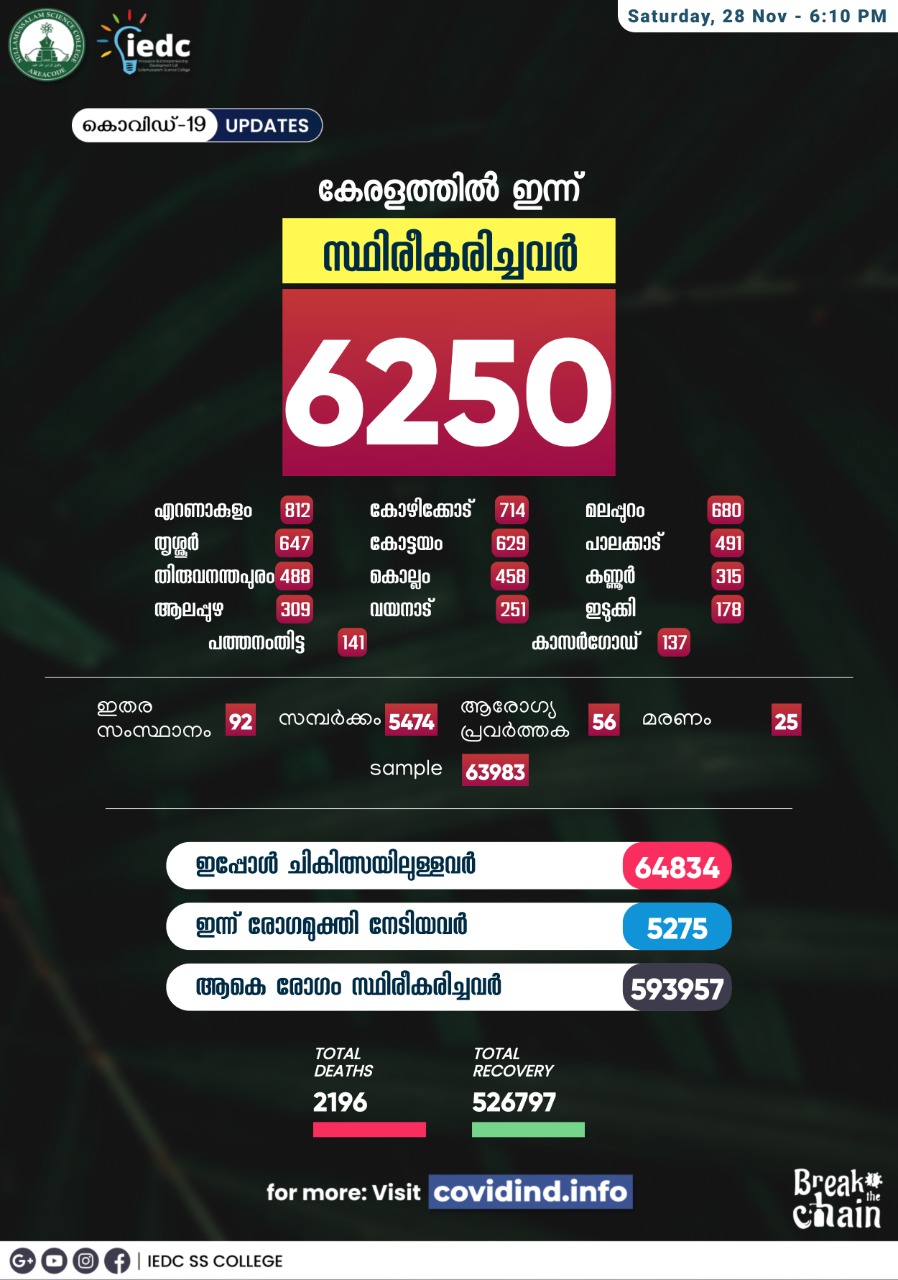 Saturday, 28 Nov - 6:10 PM
SULLAMUSSALAM SCIENCE COLLEGE
AREACODE
iedc
കൊവിഡ്-19 UPDATES
കേരളത്തിൽ ഇന്ന്
സ്ഥിരീകരിച്ചവർ
6250
എറണാകുളം 812 കോഴിക്കോട് 714 മലപ്പുറം 680
തൃശ്ശൂർ 647 കോട്ടയം 629 പാലക്കാട് 491
തിരുവനന്തപുരം 488 കൊല്ലം 458 കണ്ണൂർ 315
ആലപ്പുഴ 309 വയനാട് 251 ഇടുക്കി 178
പത്തനംതിട്ട 141 കാസർഗോഡ് 137
ഇതര
സംസ്ഥാനം 92 സമ്പർക്കം 5474 ആരോഗ്യ
പ്രവർത്തക 56 മരണം 25
sample 63983
ഇപ്പോൾ ചികിത്സയിലുള്ളവർ 64834
ഇന്ന് രോഗമുക്തി നേടിയവർ 5275
ആകെ രോഗം സ്ഥിരീകരിച്ചവർ 593957
TOTAL
DEATHS
2196
TOTAL
RECOVERY
526797
for more: Visit covidind.info
Break
the
chain
IEDC SS COLLEGE